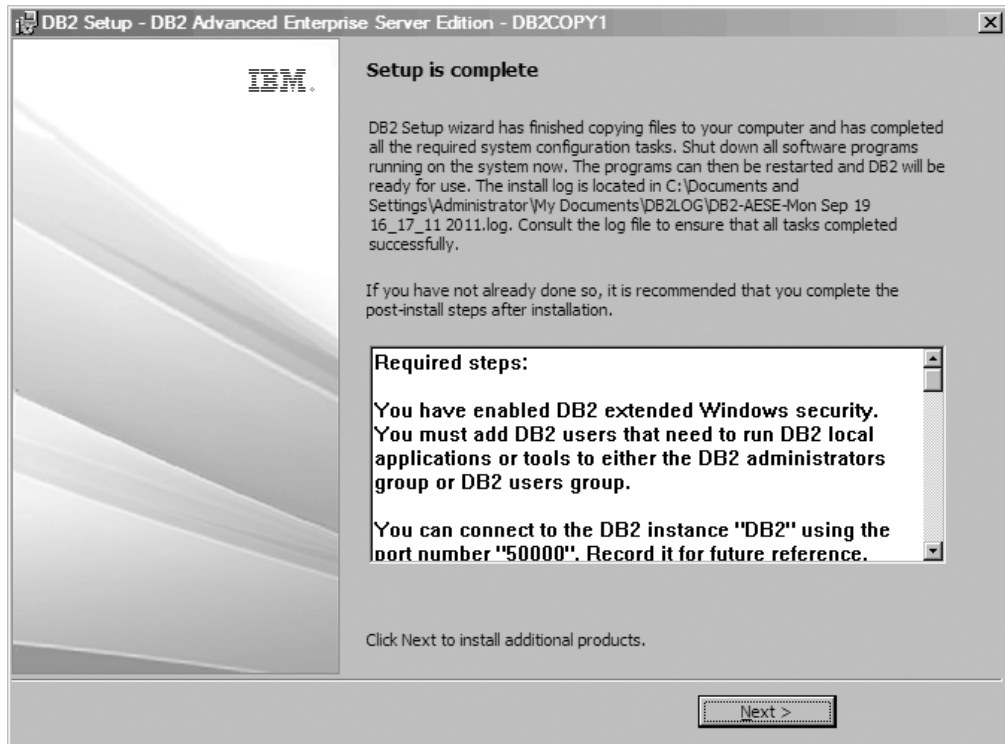 DB2 Setup - DB2 Advanced Enterprise Server Edition - DB2COPY1
IBM.
Setup is complete
DB2 Setup wizard has finished copying files to your computer and has completed
all the required system configuration tasks. Shut down all software programs
running on the system now. The programs can then be restarted and DB2 will be
ready for use. The install log is located in C:\Documents and
Settings\Administrator\My Documents\DB2LOG\DB2-AESE-Mon Sep 19
16_17_11 2011.log. Consult the log file to ensure that all tasks completed
successfully.
If you have not already done so, it is recommended that you complete the
post-install steps after installation.
Required steps:
You have enabled DB2 extended Windows security.
You must add DB2 users that need to run DB2 local
applications or tools to either the DB2 administrators
group or DB2 users group.
You can connect to the DB2 instance "DB2" using the
port number "50000". Record it for future reference.
Click Next to install additional products.
Next >